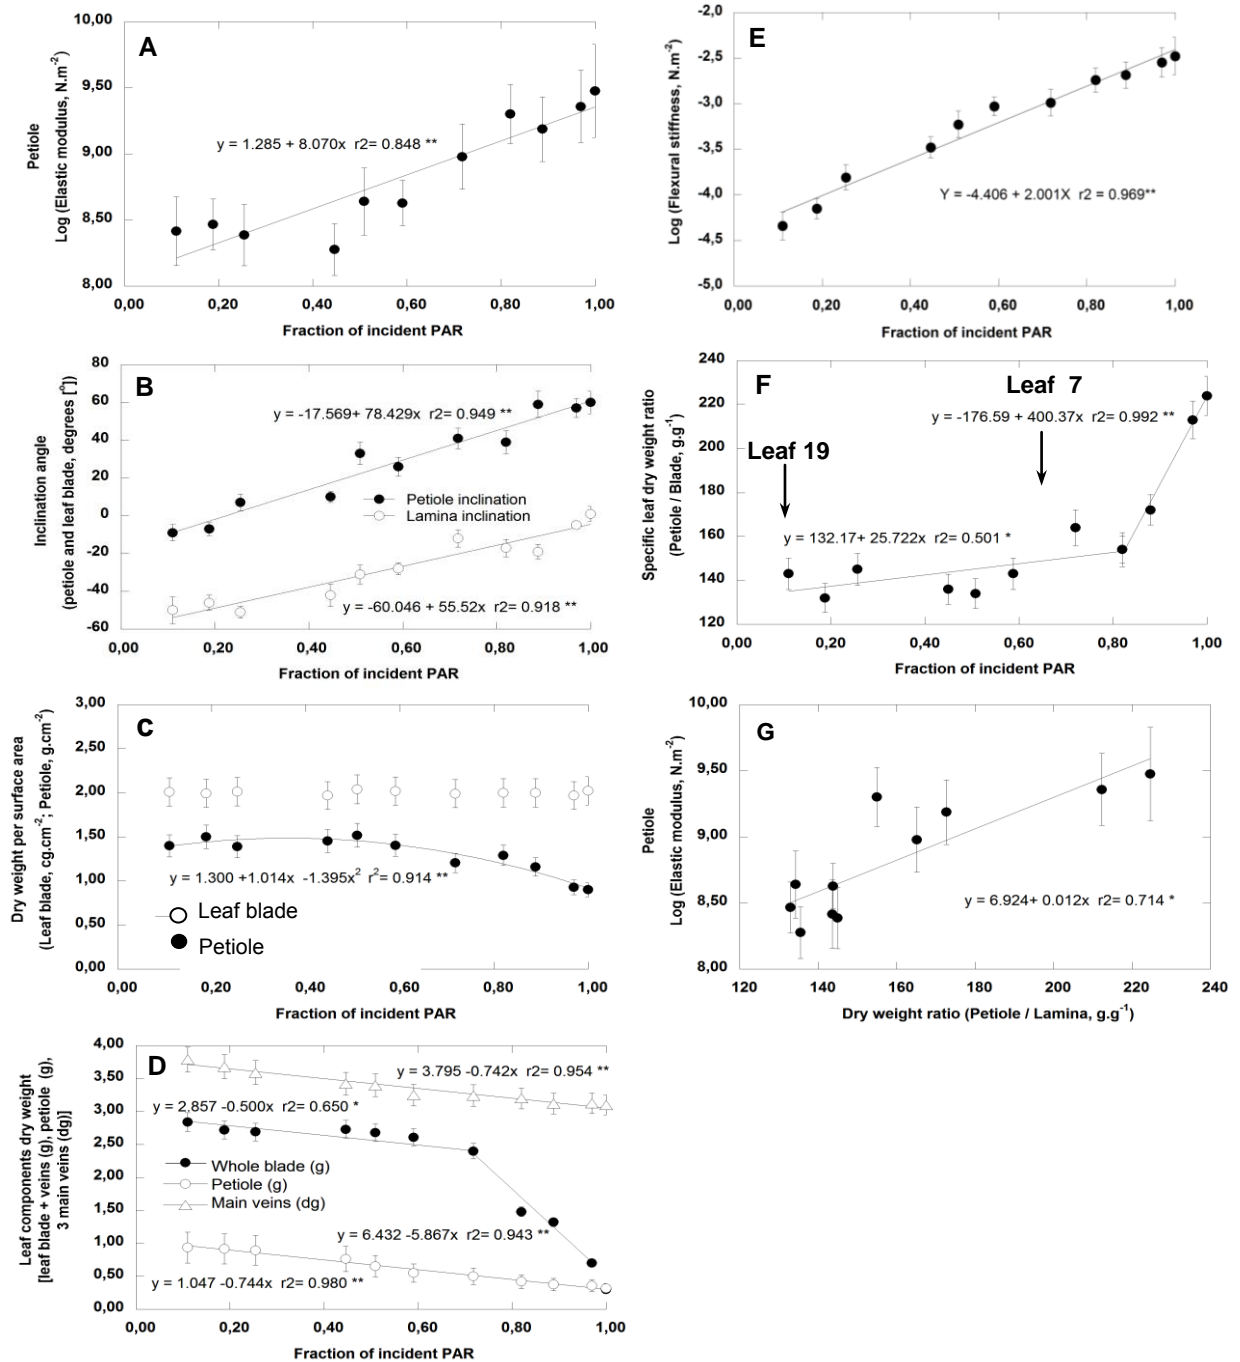 A
Petiole
Log (Elastic modulus, N.m-2)
10,00
9,50
9,00
8,50
8,00
y = 1.285 + 8.070x r2= 0.848 **
0,00 0,20 0,40 0,60 0,80 1,00
Fraction of incident PAR
E
Log (Flexural stiffness, N.m-2)
-2,0
-2,5
-3,0
-3,5
-4,0
-4,5
-5,0
Y = -4.406 + 2.001X r2 = 0.969**
0,00 0,20 0,40 0,60 0,80 1,00
Fraction of incident PAR
B
Inclination angle
(petiole and leaf blade, degrees [°])
80
60
40
20
0
-20
-40
-60
y = -17.569+ 78.429x r2= 0.949 **
Petiole inclination
Lamina inclination
y = -60.046 + 55.52x r2= 0.918 **
0,00 0,20 0,40 0,60 0,80 1,00
Fraction of incident PAR
F
Specific leaf dry weight ratio
(Petiole / Blade, g.g-1)
240
220
200
180
160
140
120
Leaf 7
y = -176.59 + 400.37x r2= 0.992 **
Leaf 19
y = 132.17+ 25.722x r2= 0.501 *
0,00 0,20 0,40 0,60 0,80 1,00
Fraction of incident PAR
C
Dry weight per surface area
(Leaf blade, cg.cm-2; Petiole, g.cm-2)
3,00
2,50
2,00
1,50
1,00
0,50
0,00
y = 1.300 +1.014x -1.395x2 r2= 0.914 **
Leaf blade
Petiole
0,00 0,20 0,40 0,60 0,80 1,00
Fraction of incident PAR
G
Petiole
Log (Elastic modulus, N.m-2)
10,00
9,50
9,00
8,50
8,00
y = 6.924+ 0.012x r2= 0.714 *
120 140 160 180 200 220 240
Dry weight ratio (Petiole / Lamina, g.g-1)
D
Leaf components dry weight
[leaf blade + veins (g), petiole (g),
3 main veins (dg)]
4,00
3,50
3,00
2,50
2,00
1,50
1,00
0,50
0,00
y = 3.795 -0.742x r2= 0.954 **
y = 2,857 -0.500x r2= 0.650 *
Whole blade (g)
Petiole (g)
Main veins (dg)
y = 6.432 -5.867x r2= 0.943 **
y = 1.047 -0.744x r2= 0.980 **
0,00 0,20 0,40 0,60 0,80 1,00
Fraction of incident PAR